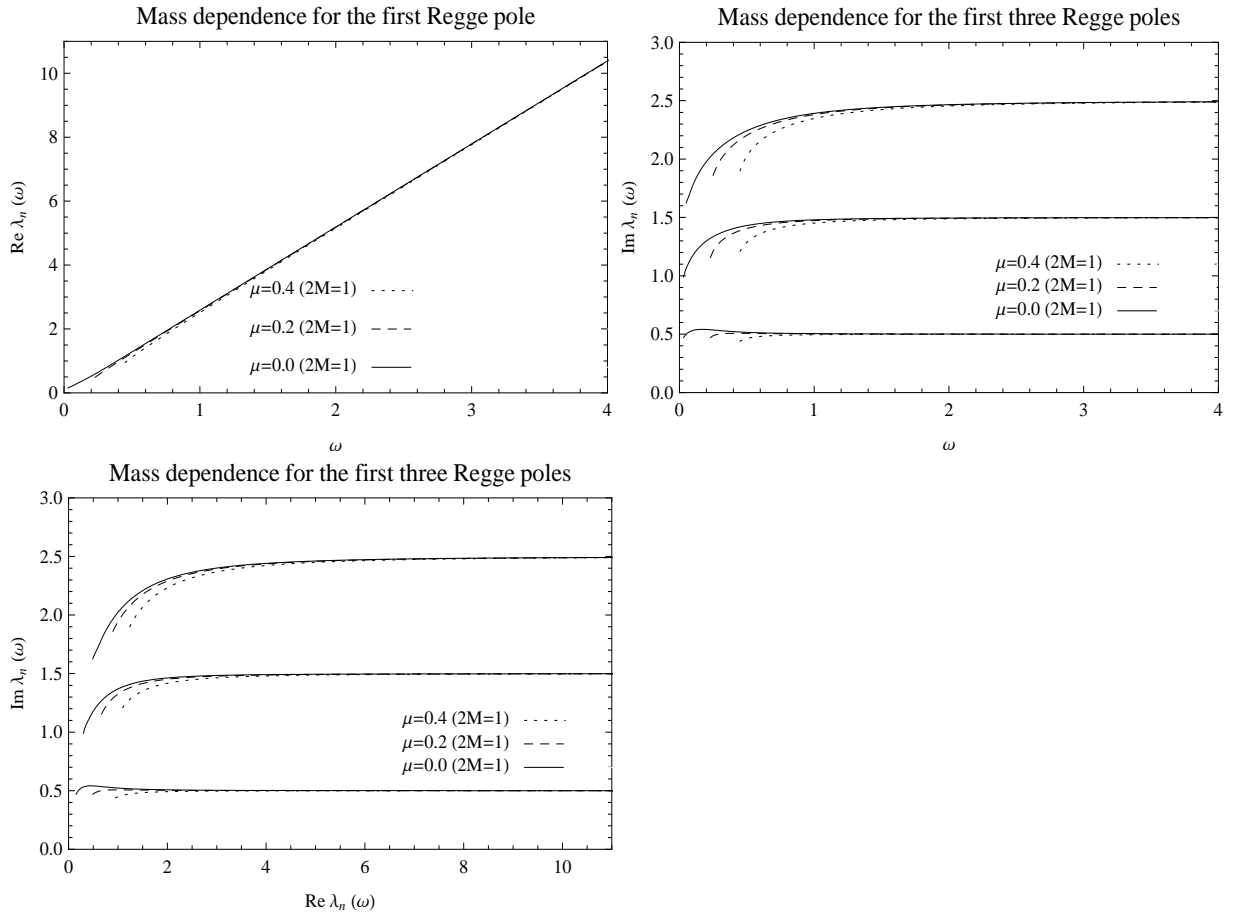 Mass dependence for the first Regge pole
Re λn (ω)
10
8
6
4
2
0
μ=0.4 (2M=1)
μ=0.2 (2M=1)
μ=0.0 (2M=1)
0 1 2 3 4
ω
Mass dependence for the first three Regge poles
Im λn (ω)
3.0
2.5
2.0
1.5
1.0
0.5
0.0
μ=0.4 (2M=1)
μ=0.2 (2M=1)
μ=0.0 (2M=1)
0 1 2 3 4
ω
Mass dependence for the first three Regge poles
Im λn (ω)
3.0
2.5
2.0
1.5
1.0
0.5
0.0
μ=0.4 (2M=1)
μ=0.2 (2M=1)
μ=0.0 (2M=1)
0 2 4 6 8 10
Re λn (ω)